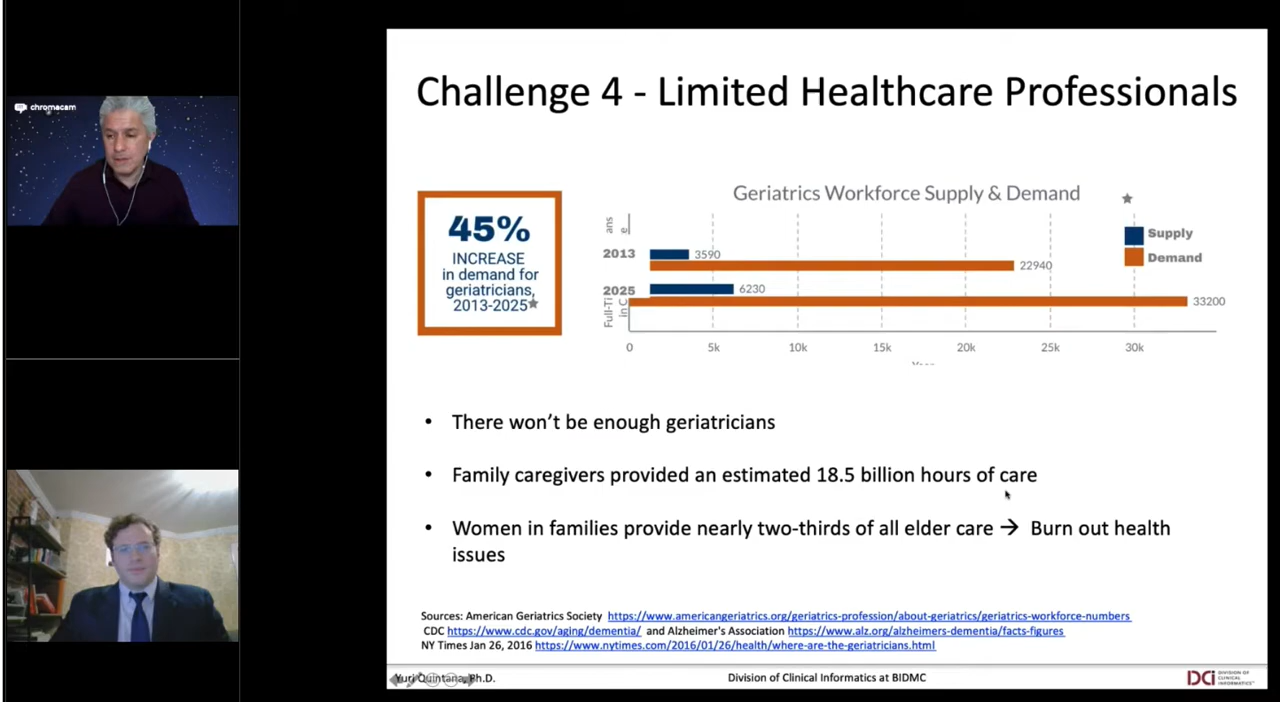 chromacam
Challenge 4 - Limited Healthcare Professionals
45%
INCREASE
in demand for
geriatricians,
2013-2025★
Geriatrics Workforce Supply & Demand ★
Supply
Demand
2013
3590
22940
2025
6230
33200
Full-Ti
in C
0 5k 10k 15k 20k 25k 30k
• There won’t be enough geriatricians
• Family caregivers provided an estimated 18.5 billion hours of care
• Women in families provide nearly two-thirds of all elder care → Burn out health
issues
Sources: American Geriatrics Society https://www.americangeriatrics.org/geriatrics-profession/about-geriatrics/geriatrics-workforce-numbers
CDC https://www.cdc.gov/aging/dementia/ and Alzheimer's Association https://www.alz.org/alzheimers-dementia/facts-figures
NY Times Jan 26, 2016 https://www.nytimes.com/2016/01/26/health/where-are-the-geriatricians.html
Yuri Quintana, Ph.D.
Division of Clinical Informatics at BIDMC
DCi
DIVISION OF
CLINICAL
INFORMATICS